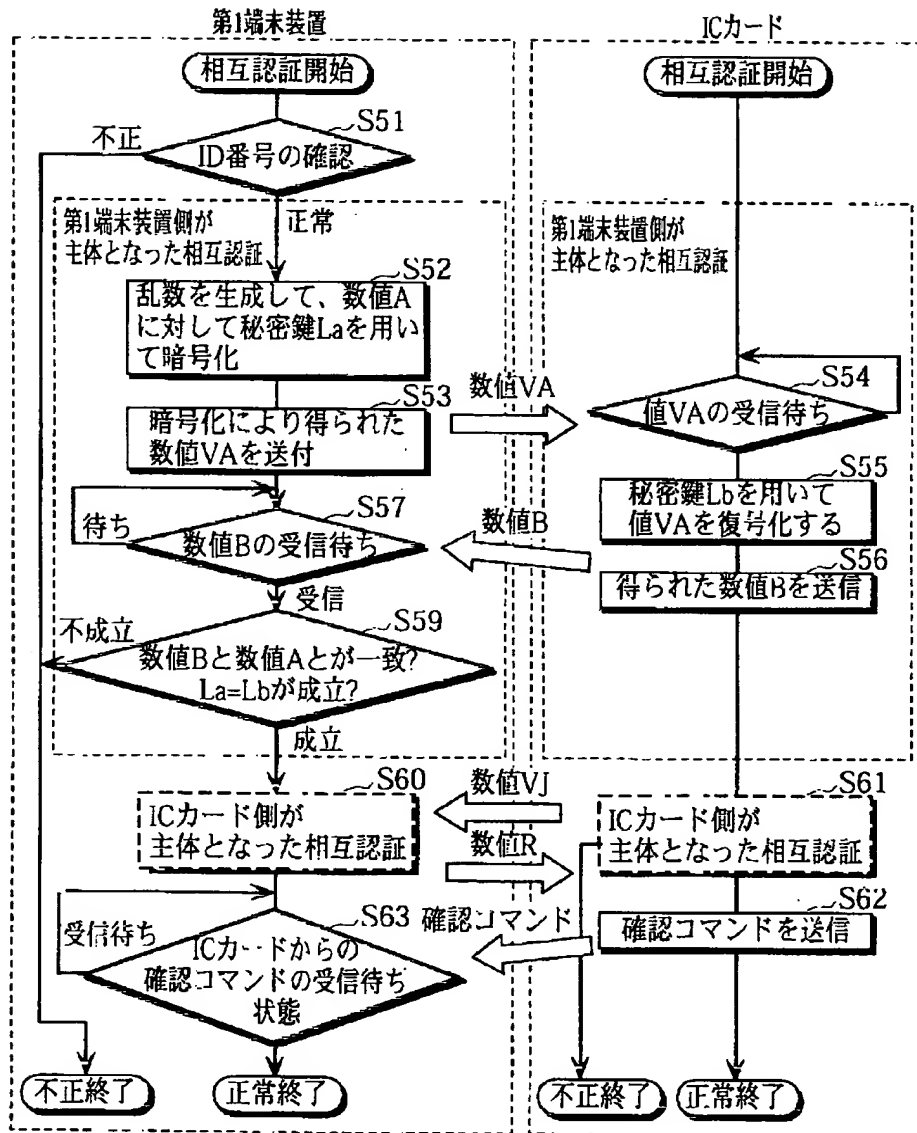 第1端末装置
ICカード
相互認証開始
相互認証開始
S51
不正
ID番号の確認
正常
第1端末装置側が
主体となった相互認証
第1端末装置側が
主体となった相互認証
S52
乱数を生成して、数値A
に対して秘密鍵Laを用い
て暗号化
S53
暗号化により得られた
数値VAを送付
数値VA
S54
値VAの受信待ち
S55
秘密鍵Lbを用いて
値VAを復号化する
S57
待ち
数値Bの受信待ち
数値B
S56
得られた数値Bを送信
受信
S59
不成立
数値Bと数値Aとが一致?
La=Lbが成立?
成立
S60
数値VJ
S61
ICカード側が
主体となった相互認証
数値R
ICカード側が
主体となった相互認証
S62
確認コマンドを送信
S63
確認コマンド
受信待ち
ICカードからの
確認コマンドの受信待ち
状態
不正終了
正常終了
不正終了
正常終了